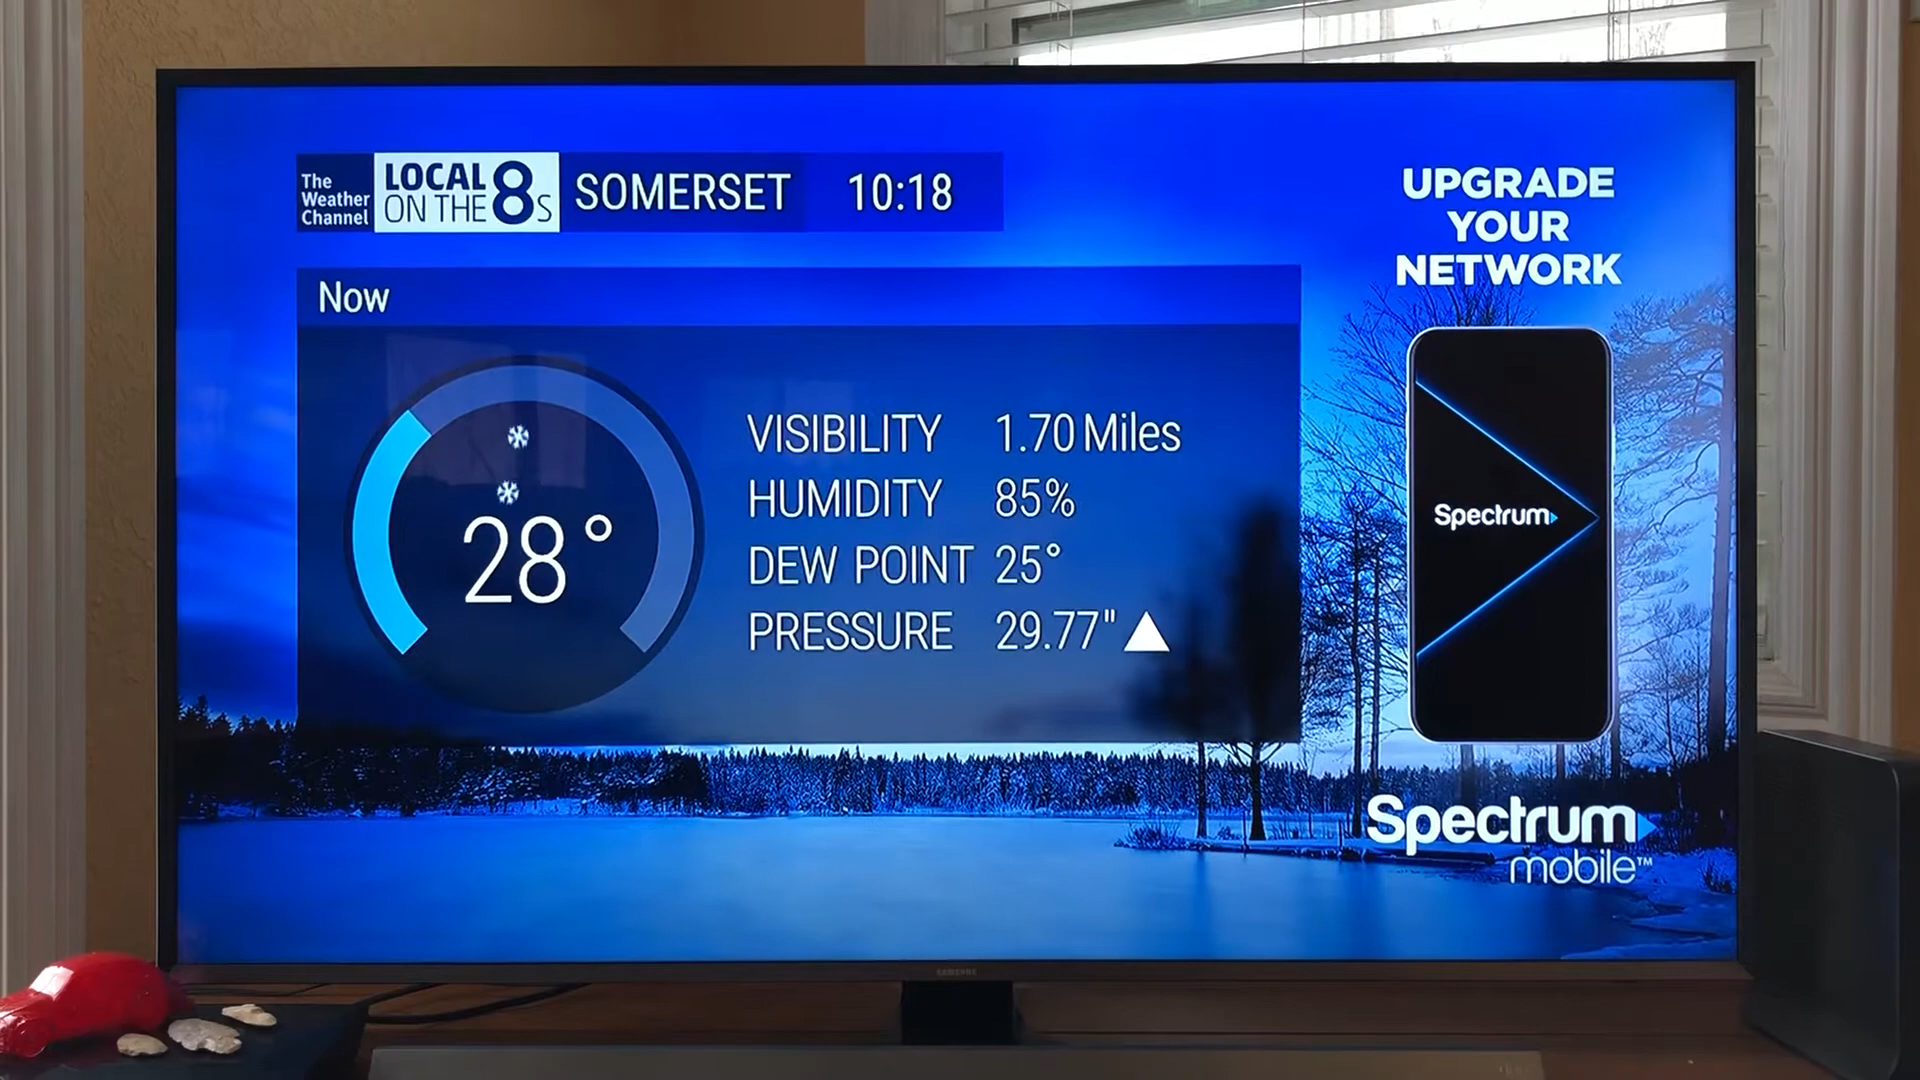 The
Weather
Channel
LOCAL
ON THE 8s
SOMERSET 10:18
Now
28°
VISIBILITY 1.70 Miles
HUMIDITY 85%
DEW POINT 25°
PRESSURE 29.77"
UPGRADE
YOUR
NETWORK
Spectrum
Spectrum
mobile™
SAMSUNG